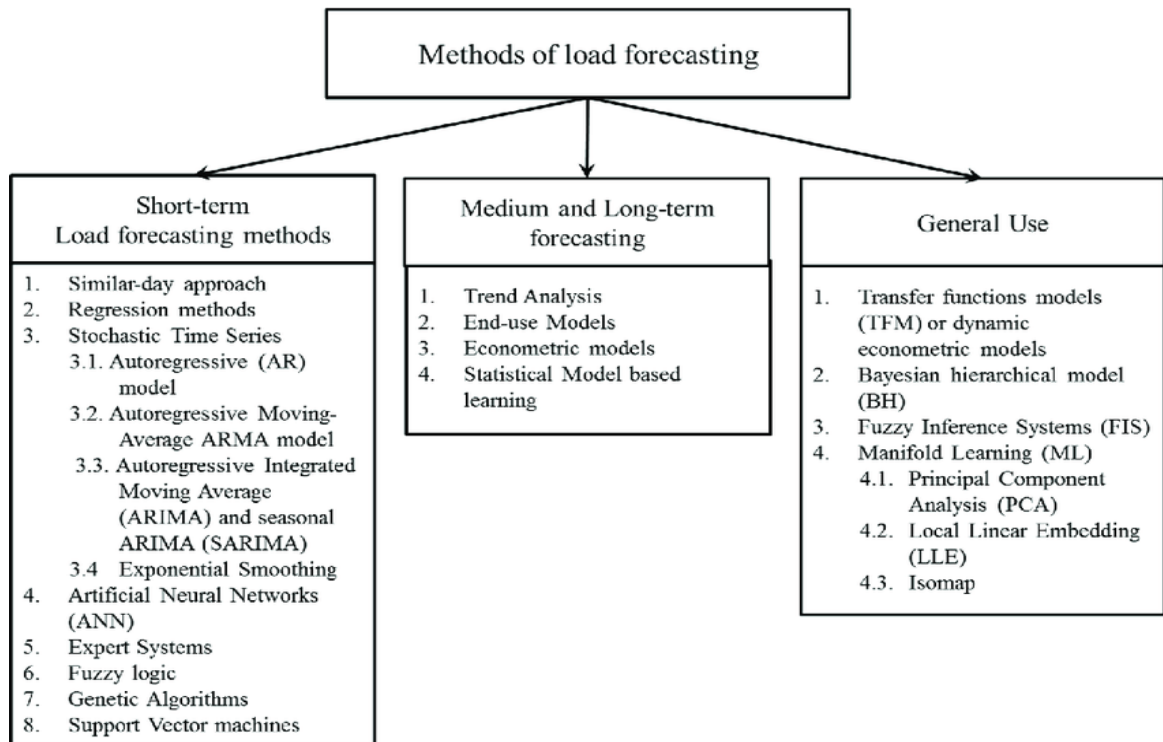 Methods of load forecasting
Short-term
Load forecasting methods
1. Similar-day approach
2. Regression methods
3. Stochastic Time Series
3.1. Autoregressive (AR)
model
3.2. Autoregressive Moving-
Average ARMA model
3.3. Autoregressive Integrated
Moving Average
(ARIMA) and seasonal
ARIMA (SARIMA)
3.4 Exponential Smoothing
4. Artificial Neural Networks
(ANN)
5. Expert Systems
6. Fuzzy logic
7. Genetic Algorithms
8. Support Vector machines
Medium and Long-term
forecasting
1. Trend Analysis
2. End-use Models
3. Econometric models
4. Statistical Model based
learning
General Use
1. Transfer functions models
(TFM) or dynamic
econometric models
2. Bayesian hierarchical model
(BH)
3. Fuzzy Inference Systems (FIS)
4. Manifold Learning (ML)
4.1. Principal Component
Analysis (PCA)
4.2. Local Linear Embedding
(LLE)
4.3. Isomap